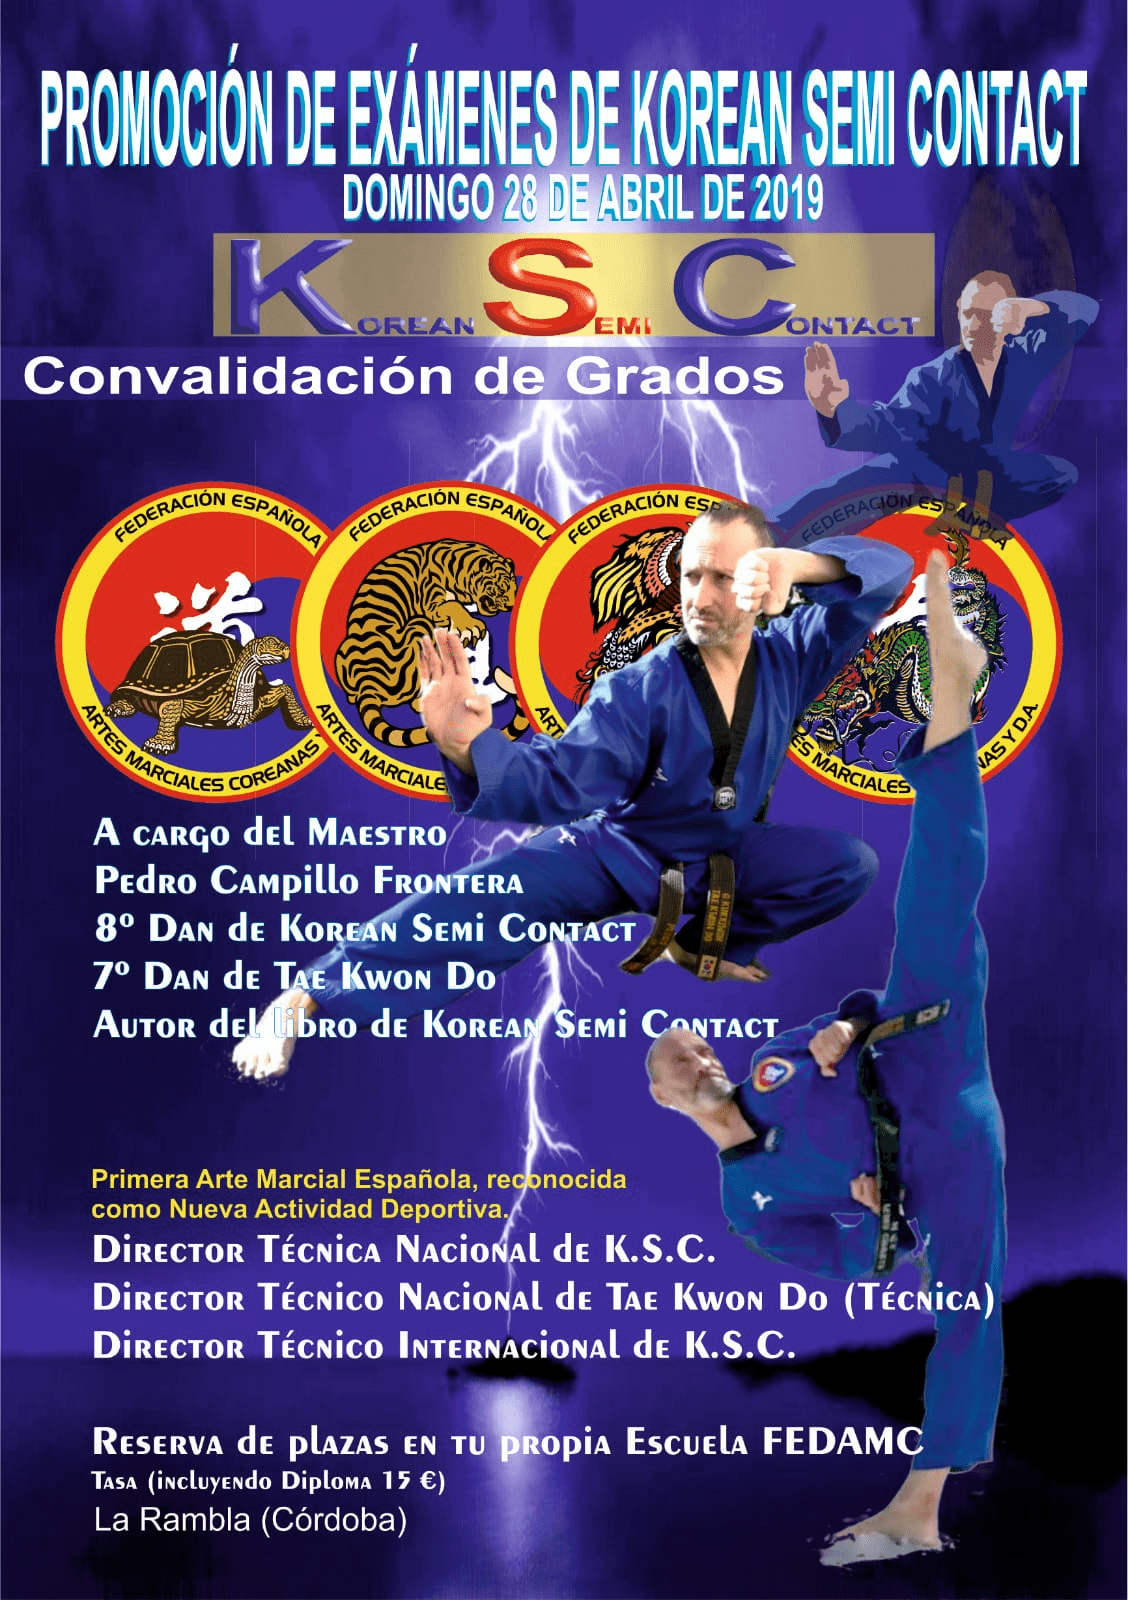 PROMOCIÓN DE EXÁMENES DE KOREAN SEMI CONTACT
DOMINGO 28 DE ABRIL DE 2019
KOREAN SEMI CONTACT
Convalidación de Grados
FEDERACIÓN ESPAÑOLA
ARTES MARCIALES COREANAS Y
FEDERACIÓN ESPAÑOLA
ARTES MARCIALES
FEDERACIÓN ESP
FEDERACIÓN ESPAÑOLA
MARCIALES
Y D.A.
A CARGO DEL MAESTRO
PEDRO CAMPILLO FRONTERA
8º DAN DE KOREAN SEMI CONTACT
7º DAN DE TAE KWON DO
AUTOR DEL LIBRO DE KOREAN SEMI CONTACT
Primera Arte Marcial Española, reconocida
como Nueva Actividad Deportiva.
DIRECTOR TÉCNICA NACIONAL DE K.S.C.
DIRECTOR TÉCNICO NACIONAL DE TAE KWON DO (TÉCNICA)
DIRECTOR TÉCNICO INTERNACIONAL DE K.S.C.
RESERVA DE PLAZAS EN TU PROPIA ESCUELA FEDAMC
TASA (INCLUYENDO DIPLOMA 15 €)
La Rambla (Córdoba)